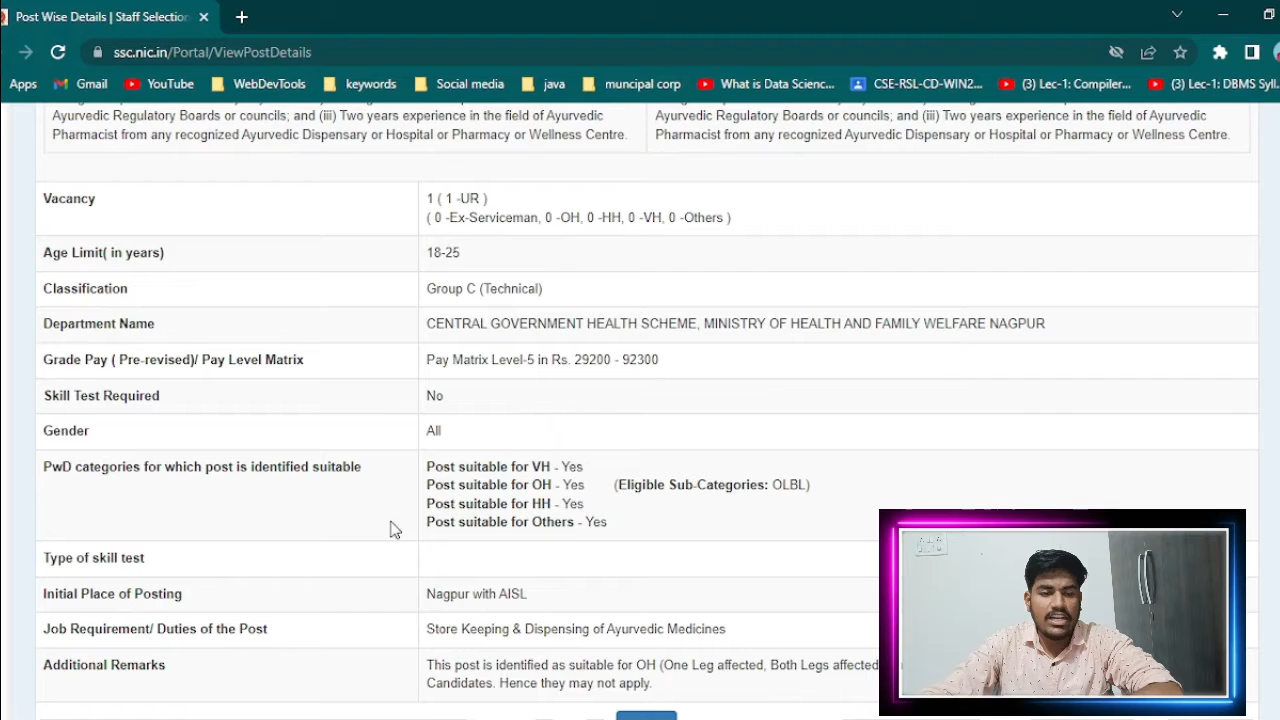 Post Wise Details | Staff Selection
ssc.nic.in/Portal/ViewPostDetails
Apps Gmail YouTube WebDevTools keywords Social media java muncipal corp What is Data Scienc... CSE-RSL-CD-WIN2... (3) Lec-1: Compiler... (3) Lec-1: DBMS Syll...
Ayurvedic Regulatory Boards or councils; and (iii) Two years experience in the field of Ayurvedic
Pharmacist from any recognized Ayurvedic Dispensary or Hospital or Pharmacy or Wellness Centre.
Ayurvedic Regulatory Boards or councils; and (iii) Two years experience in the field of Ayurvedic
Pharmacist from any recognized Ayurvedic Dispensary or Hospital or Pharmacy or Wellness Centre.
Vacancy 1 ( 1 -UR )
( 0 -Ex-Serviceman, 0 -OH, 0 -HH, 0 -VH, 0 -Others )
Age Limit( in years) 18-25
Classification Group C (Technical)
Department Name CENTRAL GOVERNMENT HEALTH SCHEME, MINISTRY OF HEALTH AND FAMILY WELFARE NAGPUR
Grade Pay ( Pre-revised)/ Pay Level Matrix Pay Matrix Level-5 in Rs. 29200 - 92300
Skill Test Required No
Gender All
PwD categories for which post is identified suitable Post suitable for VH - Yes
Post suitable for OH - Yes (Eligible Sub-Categories: OLBL)
Post suitable for HH - Yes
Post suitable for Others - Yes
Type of skill test
Initial Place of Posting Nagpur with AISL
Job Requirement/ Duties of the Post Store Keeping & Dispensing of Ayurvedic Medicines
Additional Remarks This post is identified as suitable for OH (One Leg affected, Both Legs affected
Candidates. Hence they may not apply.